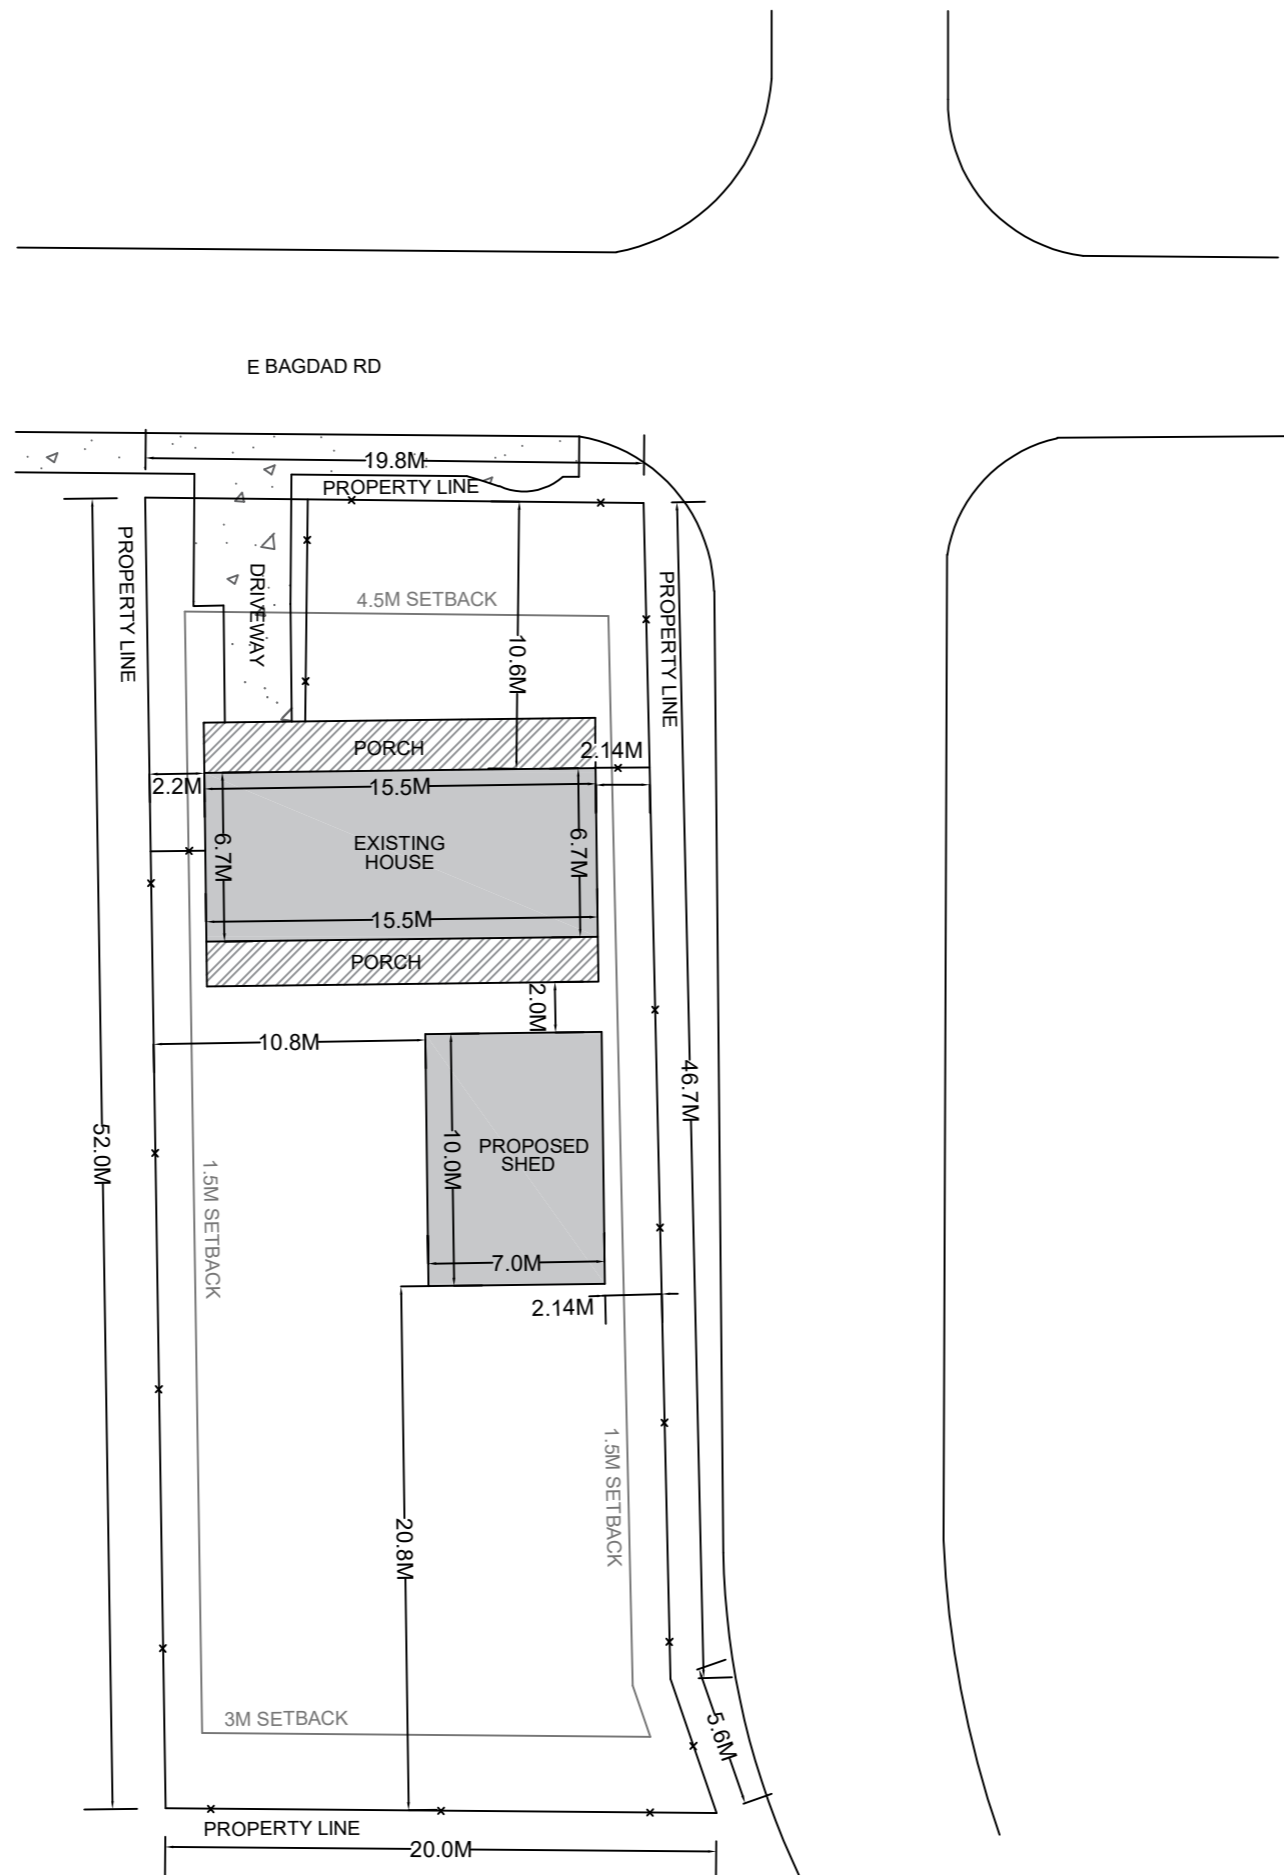 E BAGDAD RD
19.8M
PROPERTY LINE
PROPERTY LINE
DRIVEWAY
4.5M SETBACK
10.6M
PROPERTY LINE
PORCH
2.14M
2.2M
15.5M
6.7M
EXISTING
HOUSE
6.7M
15.5M
PORCH
2.0M
10.8M
46.7M
52.0M
10.0M
PROPOSED
SHED
1.5M SETBACK
7.0M
2.14M
1.5M SETBACK
20.8M
3M SETBACK
5.6M
PROPERTY LINE
20.0M